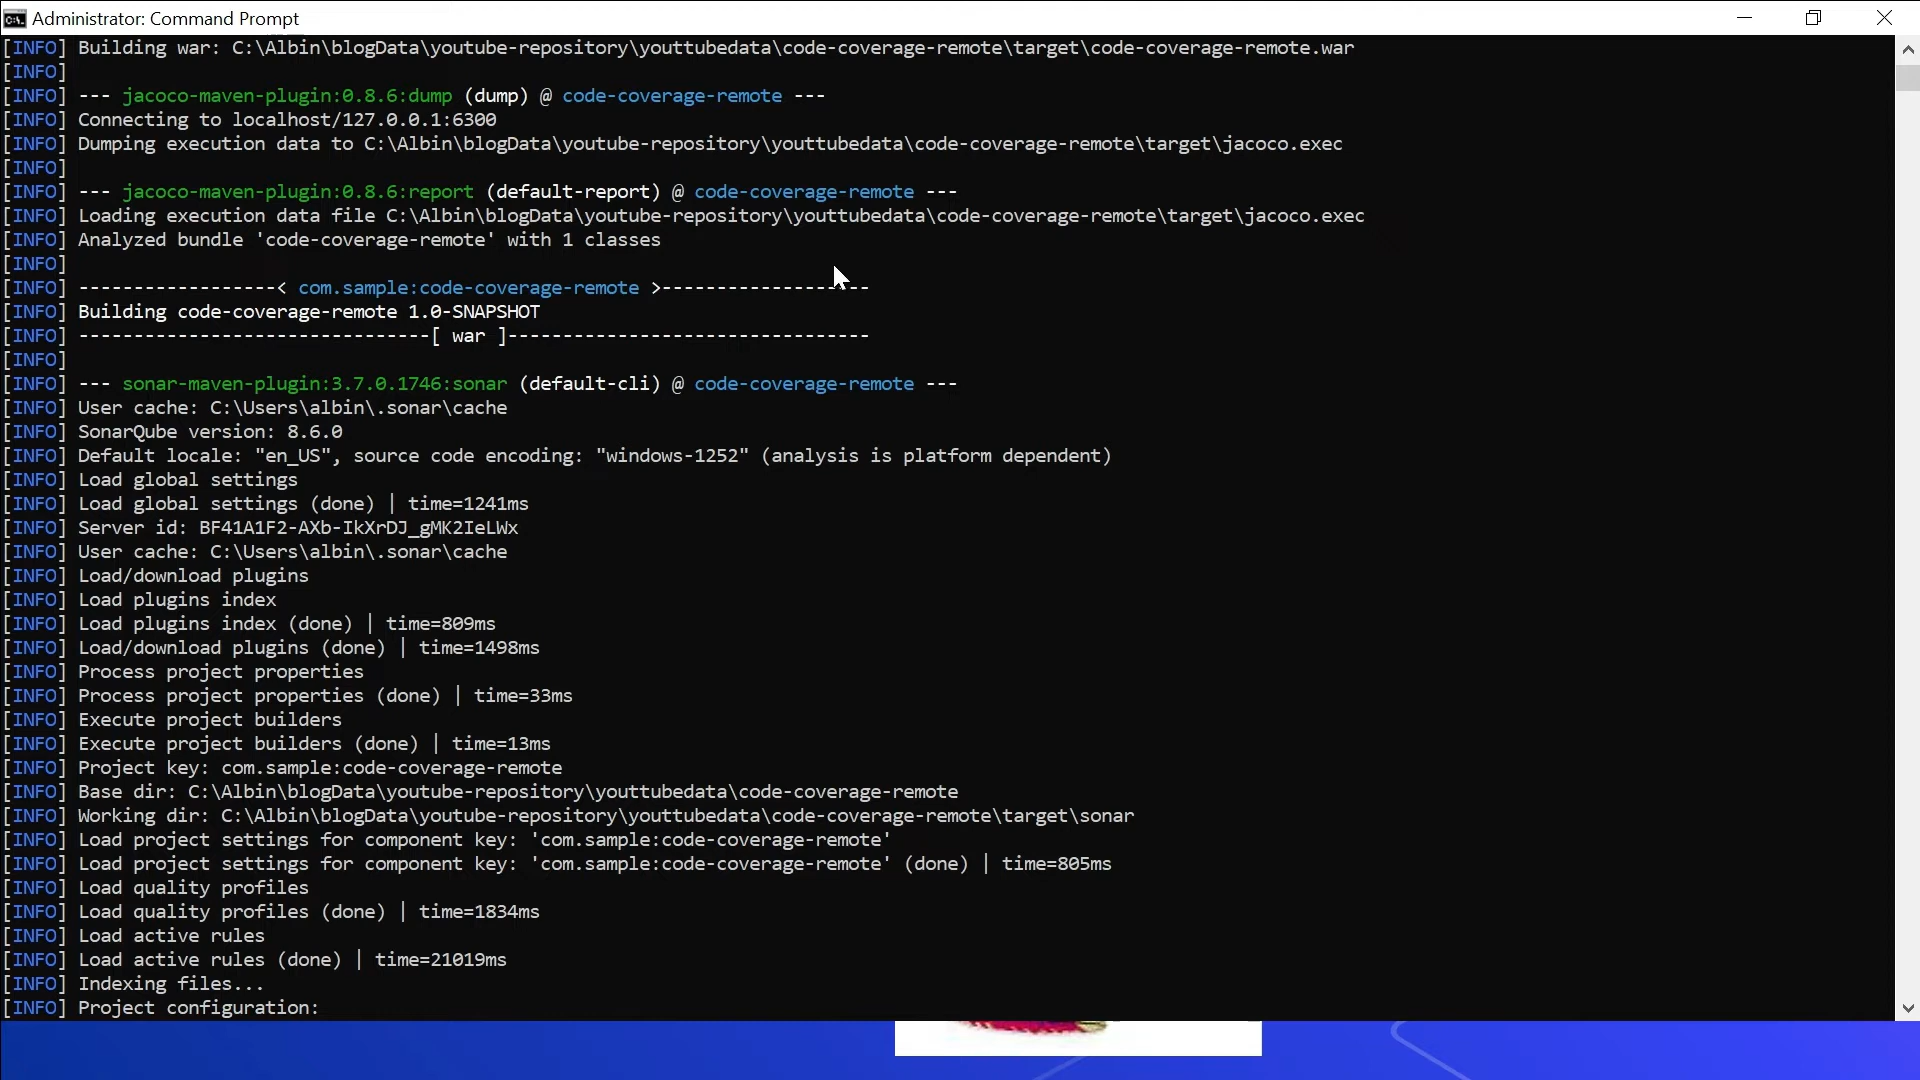 Administrator: Command Prompt
[INFO] Building war: C:\Albin\blogData\youtube-repository\youttubedata\code-coverage-remote\target\code-coverage-remote.war
[INFO]
[INFO] --- jacoco-maven-plugin:0.8.6:dump (dump) @ code-coverage-remote ---
[INFO] Connecting to localhost/127.0.0.1:6300
[INFO] Dumping execution data to C:\Albin\blogData\youtube-repository\youttubedata\code-coverage-remote\target\jacoco.exec
[INFO]
[INFO] --- jacoco-maven-plugin:0.8.6:report (default-report) @ code-coverage-remote ---
[INFO] Loading execution data file C:\Albin\blogData\youtube-repository\youttubedata\code-coverage-remote\target\jacoco.exec
[INFO] Analyzed bundle 'code-coverage-remote' with 1 classes
[INFO]
[INFO] ------------------< com.sample:code-coverage-remote >-------------------
[INFO] Building code-coverage-remote 1.0-SNAPSHOT
[INFO] --------------------------------[ war ]---------------------------------
[INFO]
[INFO] --- sonar-maven-plugin:3.7.0.1746:sonar (default-cli) @ code-coverage-remote ---
[INFO] User cache: C:\Users\albin\.sonar\cache
[INFO] SonarQube version: 8.6.0
[INFO] Default locale: "en_US", source code encoding: "windows-1252" (analysis is platform dependent)
[INFO] Load global settings
[INFO] Load global settings (done) | time=1241ms
[INFO] Server id: BF41A1F2-AXb-IkXrDJ_gMK2IeLWx
[INFO] User cache: C:\Users\albin\.sonar\cache
[INFO] Load/download plugins
[INFO] Load plugins index
[INFO] Load plugins index (done) | time=809ms
[INFO] Load/download plugins (done) | time=1498ms
[INFO] Process project properties
[INFO] Process project properties (done) | time=33ms
[INFO] Execute project builders
[INFO] Execute project builders (done) | time=13ms
[INFO] Project key: com.sample:code-coverage-remote
[INFO] Base dir: C:\Albin\blogData\youtube-repository\youttubedata\code-coverage-remote
[INFO] Working dir: C:\Albin\blogData\youtube-repository\youttubedata\code-coverage-remote\target\sonar
[INFO] Load project settings for component key: 'com.sample:code-coverage-remote'
[INFO] Load project settings for component key: 'com.sample:code-coverage-remote' (done) | time=805ms
[INFO] Load quality profiles
[INFO] Load quality profiles (done) | time=1834ms
[INFO] Load active rules
[INFO] Load active rules (done) | time=21019ms
[INFO] Indexing files...
[INFO] Project configuration: